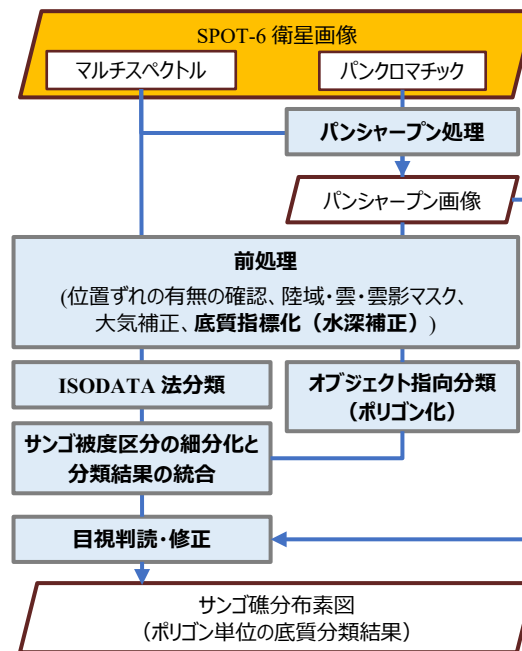 SPOT-6 衛星画像
マルチスペクトル
パンクロマチック
パンシャープン処理
パンシャープン画像
前処理
(位置ずれの有無の確認、陸域・雲・雲影マスク、
大気補正、底質指標化（水深補正）)
ISODATA 法分類
オブジェクト指向分類
（ポリゴン化）
サンゴ被度区分の細分化と
分類結果の統合
目視判読・修正
サンゴ礁分布素図
（ポリゴン単位の底質分類結果）